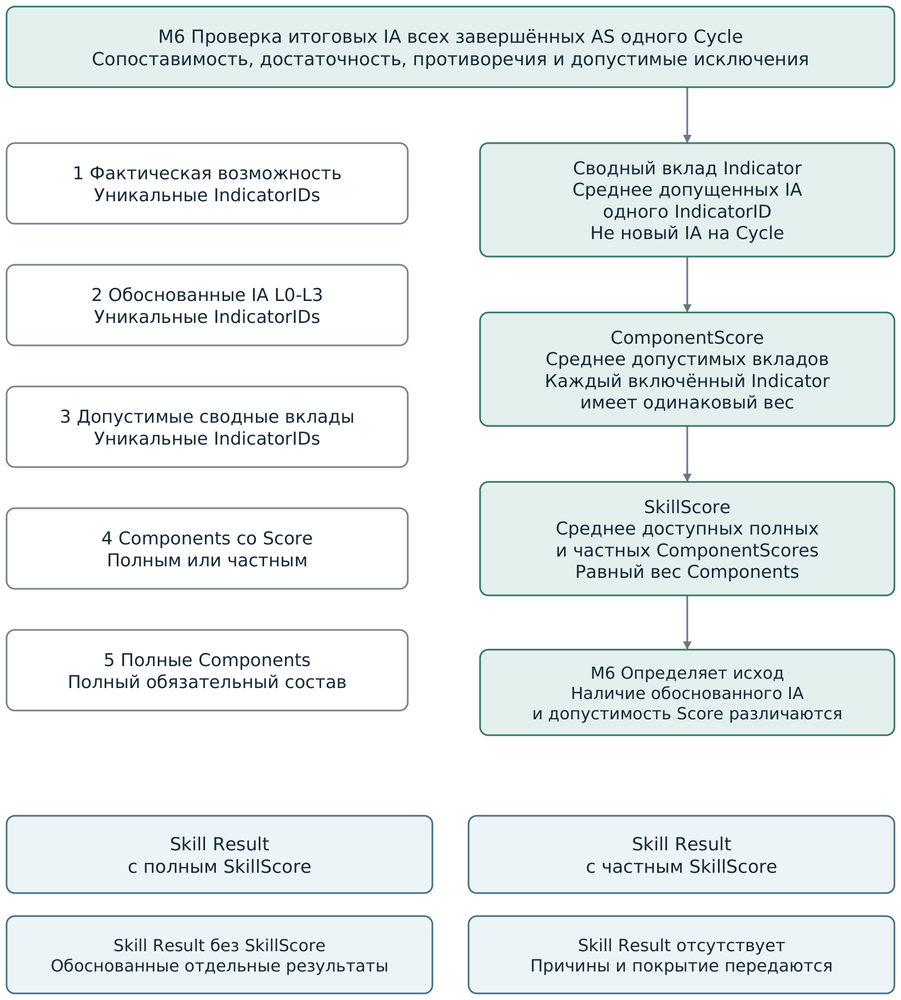 М6 Проверка итоговых IA всех завершённых AS одного Cycle
Сопоставимость, достаточность, противоречия и допустимые исключения
1 Фактическая возможность
Уникальные IndicatorIDs
2 Обоснованные IA L0-L3
Уникальные IndicatorIDs
3 Допустимые сводные вклады
Уникальные IndicatorIDs
4 Components со Score
Полным или частным
5 Полные Components
Полный обязательный состав
Сводный вклад Indicator
Среднее допущенных IA
одного IndicatorID
Не новый IA на Cycle
ComponentScore
Среднее допустимых вкладов
Каждый включённый Indicator
имеет одинаковый вес
SkillScore
Среднее доступных полных
и частных ComponentScores
Равный вес Components
М6 Определяет исход
Наличие обоснованного IA
и допустимость Score различаются
Skill Result
с полным SkillScore
Skill Result
с частным SkillScore
Skill Result без SkillScore
Обоснованные отдельные результаты
Skill Result отсутствует
Причины и покрытие передаются